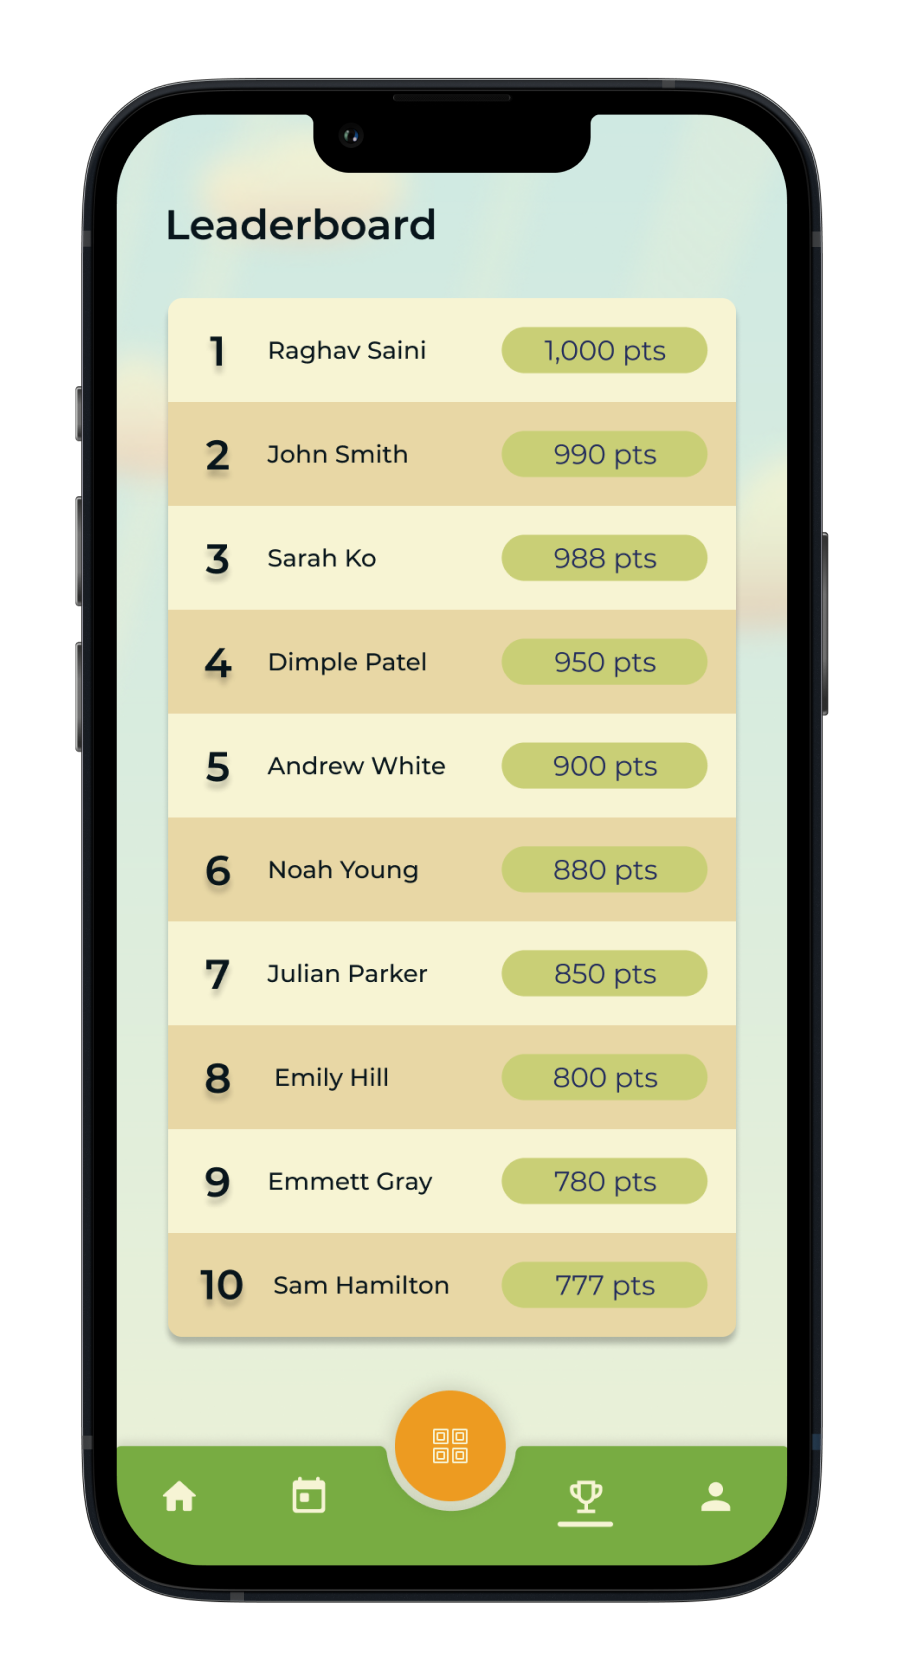 Leaderboard
1 Raghav Saini 1,000 pts
2 John Smith 990 pts
3 Sarah Ko 988 pts
4 Dimple Patel 950 pts
5 Andrew White 900 pts
6 Noah Young 880 pts
7 Julian Parker 850 pts
8 Emily Hill 800 pts
9 Emmett Gray 780 pts
10 Sam Hamilton 777 pts